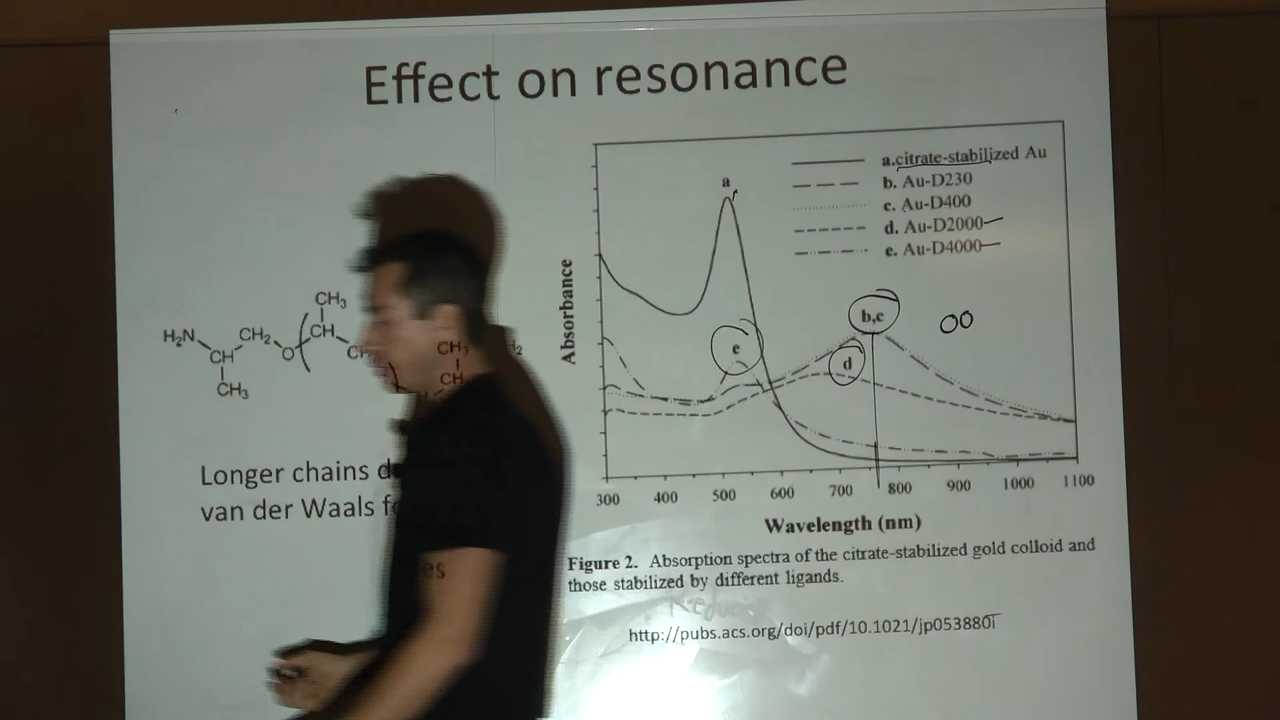 Effect on resonance
a.citrate-stabilized Au
b. Au-D230
c. Au-D400
d. Au-D2000
e. Au-D4000
a
b,c
e
d
Absorbance
300 400 500 600 700 800 900 1000 1100
Wavelength (nm)
CH3
H2N CH2 CH
O
CH
CH3
CH3
CH
Longer chains
van der Waals
es
Figure 2. Absorption spectra of the citrate-stabilized gold colloid and
those stabilized by different ligands.
http://pubs.acs.org/doi/pdf/10.1021/jp053880l